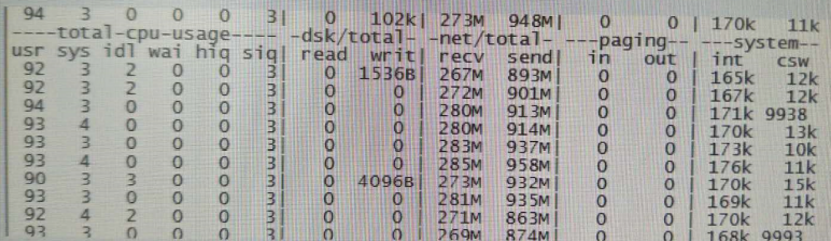 94 3 0 0 0 3| 0 102k| 273M 948M| 0 0 | 170k 11k
----total-cpu-usage---- -dsk/total- -net/total- ---paging-- ---system--
usr sys idl wai hiq siq| read writ| recv send| in out | int csw
92 3 2 0 0 3| 0 1536B| 267M 893M| 0 0 | 165k 12k
92 3 2 0 0 3| 0 0 | 272M 901M| 0 0 | 167k 12k
94 3 0 0 0 3| 0 0 | 280M 913M| 0 0 | 171k 9938
93 4 0 0 0 3| 0 0 | 280M 914M| 0 0 | 170k 13k
93 3 0 0 0 3| 0 0 | 283M 937M| 0 0 | 173k 10k
93 4 0 0 0 3| 0 0 | 285M 958M| 0 0 | 176k 11k
90 3 3 0 0 3| 0 4096B| 273M 932M| 0 0 | 170k 15k
93 3 0 0 0 3| 0 0 | 281M 935M| 0 0 | 169k 11k
92 4 2 0 0 3| 0 0 | 271M 863M| 0 0 | 170k 12k
93 3 0 0 0 3| 0 0 | 269M 874M| 0 0 | 168k 9993